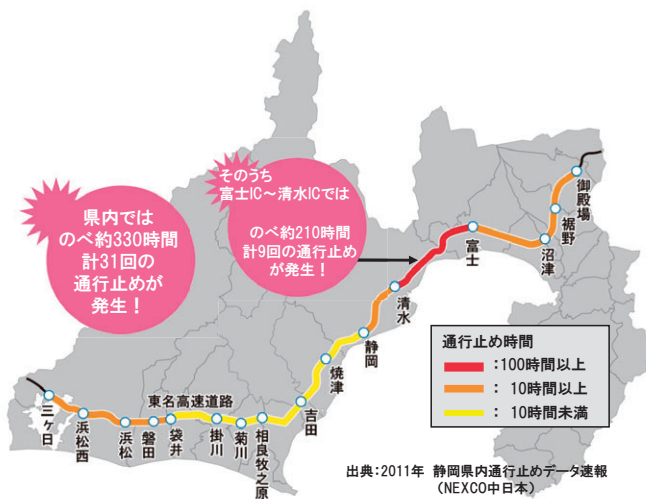 県内では
のべ約330時間
計31回の
通行止めが
発生！
そのうち
富士IC～清水ICでは
のべ約210時間
計9回の通行止め
が発生！
御殿場
裾野
沼津
富士
清水
静岡
焼津
吉田
相良牧之原
菊川
掛川
袋井
磐田
浜松
浜松西
三ヶ日
東名高速道路
通行止め時間
：100時間以上
：10時間以上
：10時間未満
出典：2011年 静岡県内通行止めデータ速報
（NEXCO中日本）